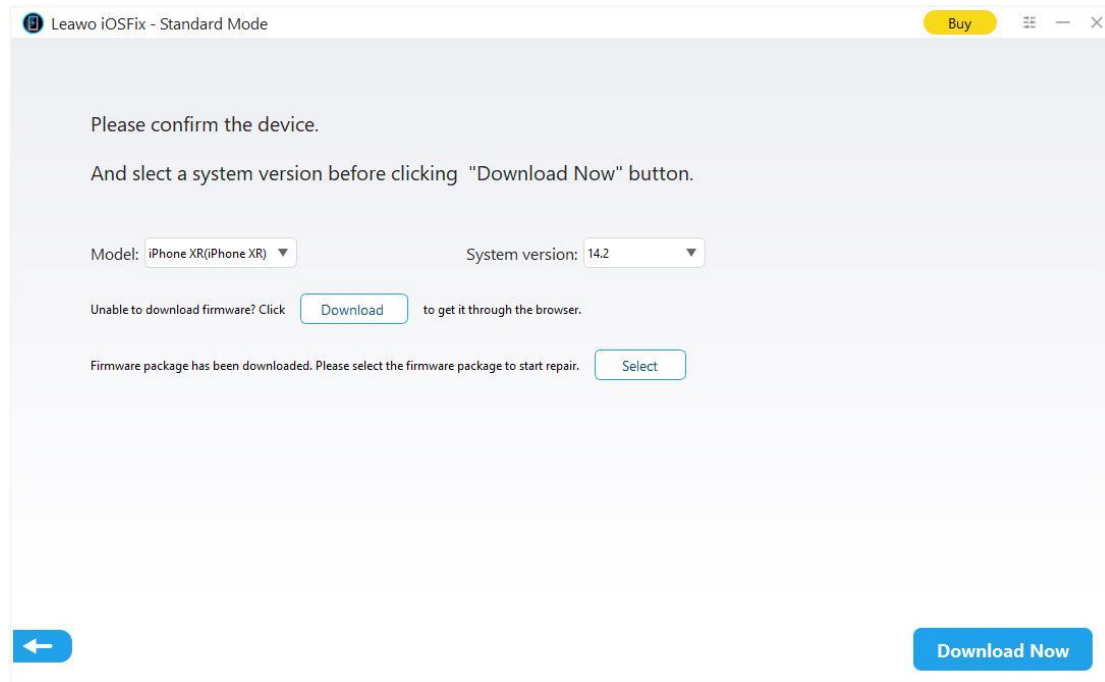 Leawo iOSFix - Standard Mode
Buy
Please confirm the device.
And slect a system version before clicking "Download Now" button.
Model: iPhone XR(iPhone XR) System version: 14.2
Unable to download firmware? Click Download to get it through the browser.
Firmware package has been downloaded. Please select the firmware package to start repair. Select
Download Now